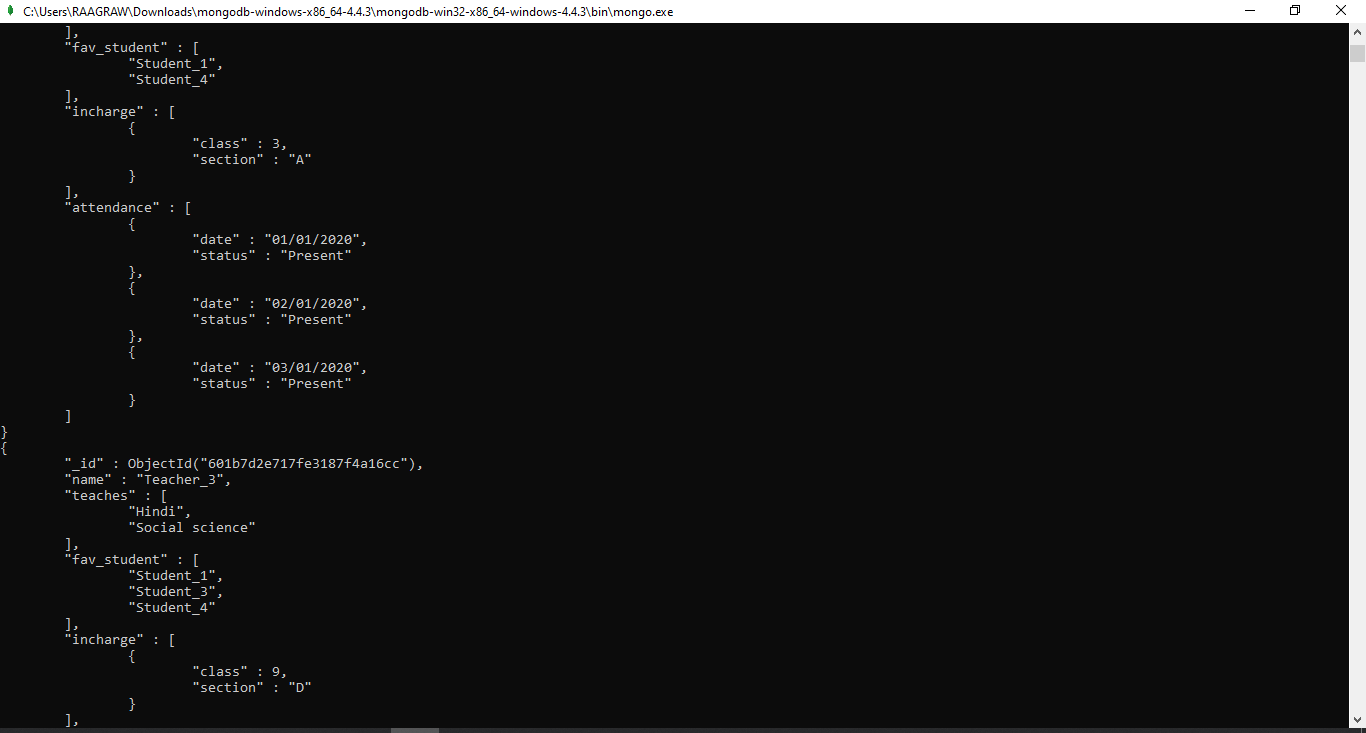 C:\Users\RAAGRAW\Downloads\mongodb-windows-x86_64-4.4.3\mongodb-win32-x86_64-windows-4.4.3\bin\mongo.exe
        ],
        "fav_student" : [
                "Student_1",
                "Student_4"
        ],
        "incharge" : [
                {
                        "class" : 3,
                        "section" : "A"
                }
        ],
        "attendance" : [
                {
                        "date" : "01/01/2020",
                        "status" : "Present"
                },
                {
                        "date" : "02/01/2020",
                        "status" : "Present"
                },
                {
                        "date" : "03/01/2020",
                        "status" : "Present"
                }
        ]
}
{
        "_id" : ObjectId("601b7d2e717fe3187f4a16cc"),
        "name" : "Teacher_3",
        "teaches" : [
                "Hindi",
                "Social science"
        ],
        "fav_student" : [
                "Student_1",
                "Student_3",
                "Student_4"
        ],
        "incharge" : [
                {
                        "class" : 9,
                        "section" : "D"
                }
        ],